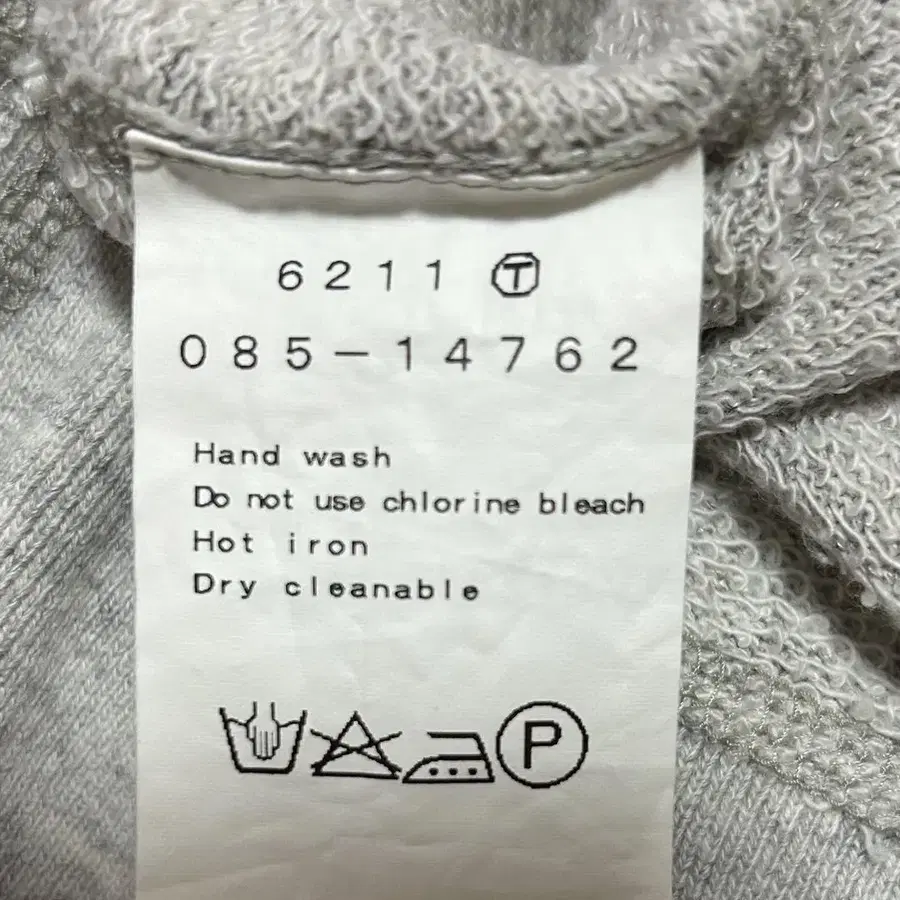 6211 Ⓣ
085-14762
Hand wash
Do not use chlorine bleach
Hot iron
Dry cleanable
P